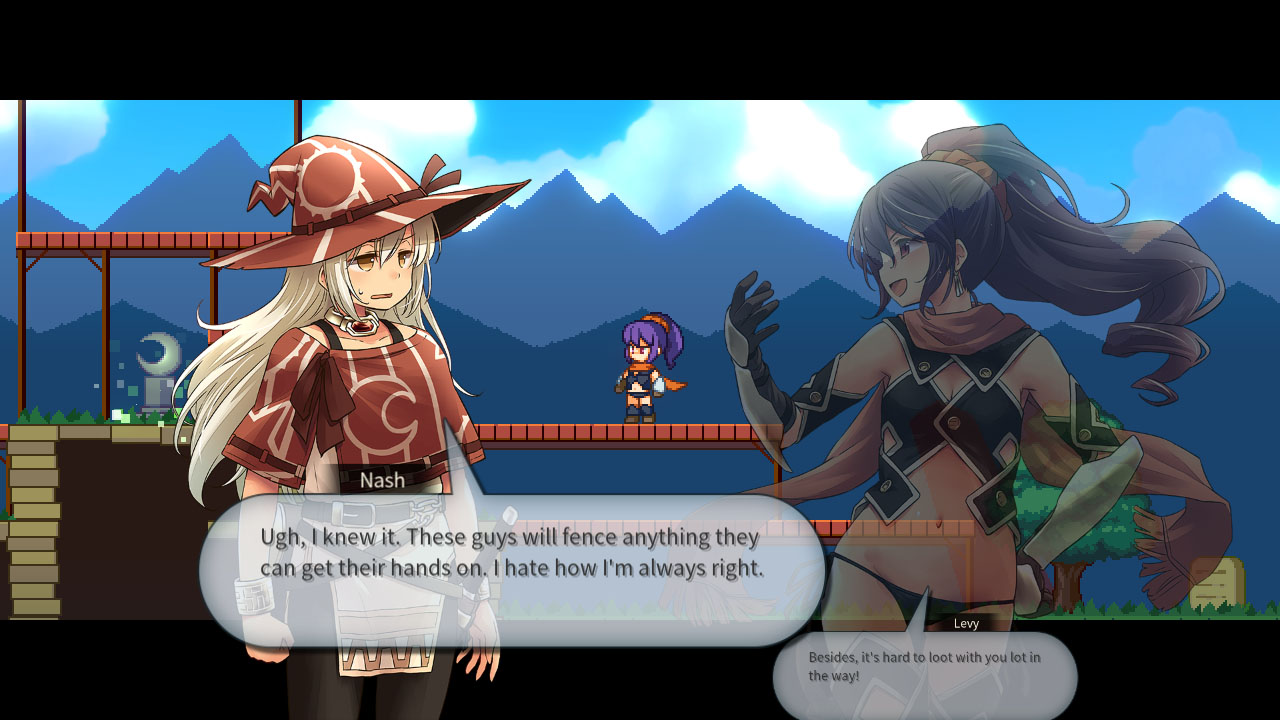 Nash
Ugh, I knew it. These guys will fence anything they
can get their hands on. I hate how I'm always right.
Levy
Besides, it's hard to loot with you lot in
the way!